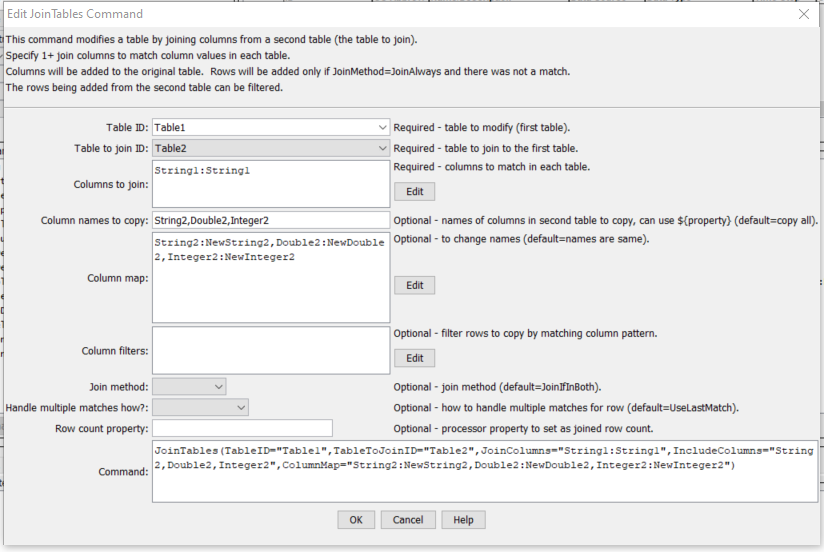 Edit JoinTables Command
This command modifies a table by joining columns from a second table (the table to join).
Specify 1+ join columns to match column values in each table.
Columns will be added to the original table.  Rows will be added only if JoinMethod=JoinAlways and there was not a match.
The rows being added from the second table can be filtered.
Table ID: Table1 Required - table to modify (first table).
Table to join ID: Table2 Required - table to join to the first table.
Columns to join: String1:String1 Required - columns to match in each table.
Edit
Column names to copy: String2,Double2,Integer2 Optional - names of columns in second table to copy, can use ${property} (default=copy all).
Column map: String2:NewString2,Double2:NewDouble Optional - to change names (default=names are same).
2,Integer2:NewInteger2
Edit
Column filters: Optional - filter rows to copy by matching column pattern.
Edit
Join method: Optional - join method (default=JoinIfInBoth).
Handle multiple matches how?: Optional - how to handle multiple matches for row (default=UseLastMatch).
Row count property: Optional - processor property to set as joined row count.
Command: JoinTables(TableID="Table1",TableToJoinID="Table2",JoinColumns="String1:String1",IncludeColumns="String
2,Double2,Integer2",ColumnMap="String2:NewString2,Double2:NewDouble2,Integer2:NewInteger2")
OK Cancel Help